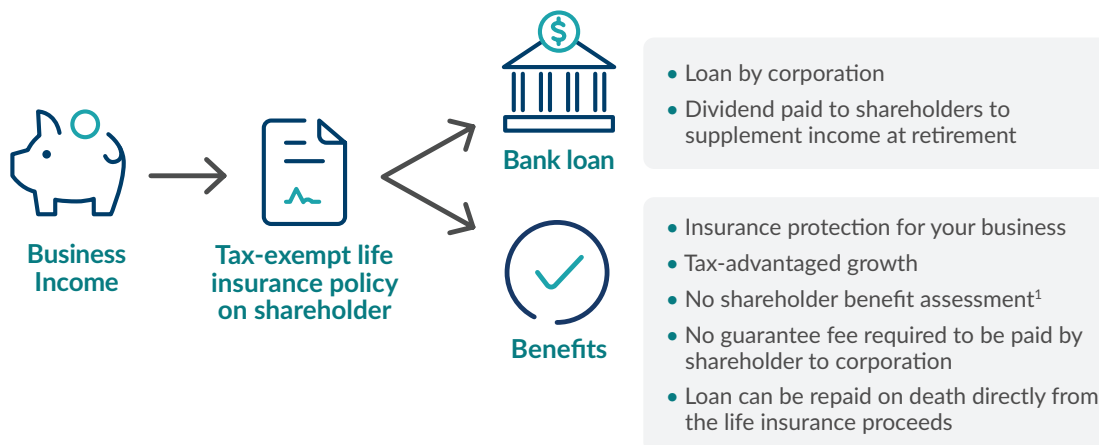 $
Business
Income
Tax-exempt life
insurance policy
on shareholder
Bank loan
• Loan by corporation
• Dividend paid to shareholders to
supplement income at retirement
Benefits
• Insurance protection for your business
• Tax-advantaged growth
• No shareholder benefit assessment¹
• No guarantee fee required to be paid by
shareholder to corporation
• Loan can be repaid on death directly from
the life insurance proceeds